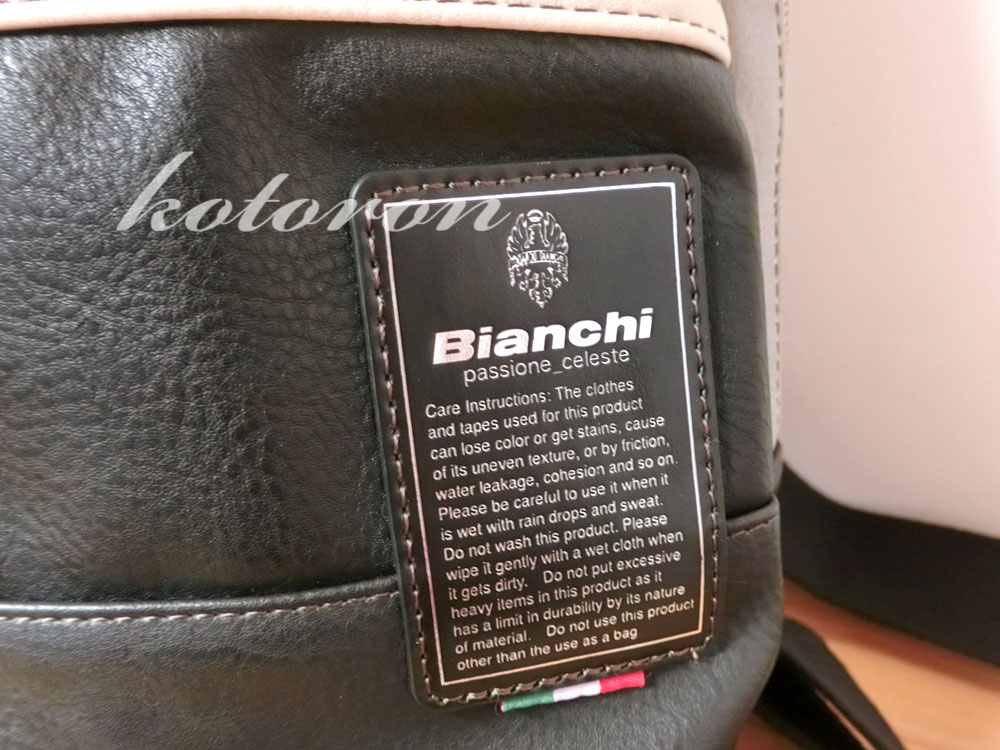 kotoron
Bianchi
passione_celeste
Care Instructions: The clothes
and tapes used for this product
can lose color or get stains, cause
of its uneven texture, or by friction,
water leakage, cohesion and so on.
Please be careful to use it when it
is wet with rain drops and sweat.
Do not wash this product. Please
wipe it gently with a wet cloth when
it gets dirty. Do not put excessive
heavy items in this product as it
has a limit in durability by its nature
of material. Do not use this product
other than the use as a bag